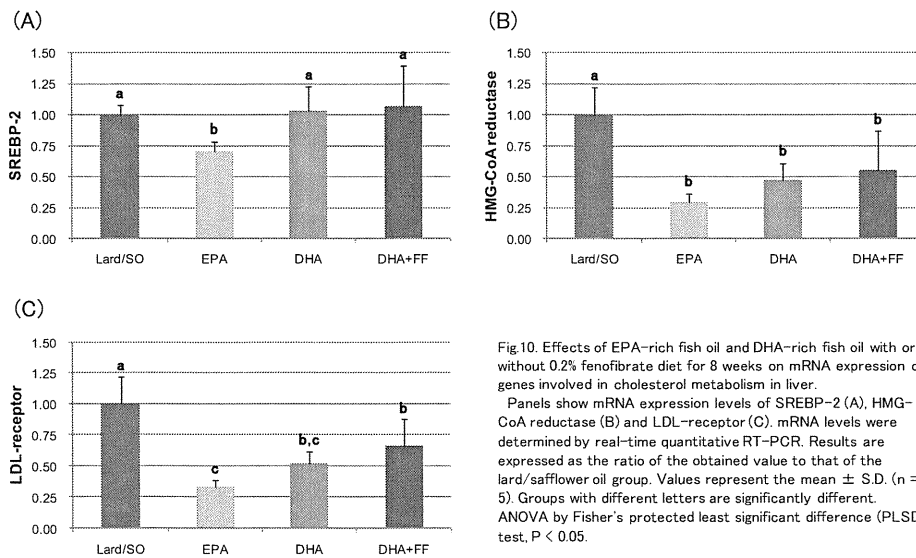 (A)
1.50
a
a
a
1.25
1.00
b
0.75
0.50
0.25
0.00
SREBP-2
Lard/SO EPA DHA DHA+FF
(B)
1.50
a
1.25
1.00
b
b
0.75
b
0.50
0.25
0.00
HMG-CoA reductase
Lard/SO EPA DHA DHA+FF
(C)
1.50
a
1.25
1.00
b
b,c
0.75
c
0.50
0.25
0.00
LDL-receptor
Lard/SO EPA DHA DHA+FF
Fig.10. Effects of EPA-rich fish oil and DHA-rich fish oil with or
without 0.2% fenofibrate diet for 8 weeks on mRNA expression o
genes involved in cholesterol metabolism in liver.
Panels show mRNA expression levels of SREBP-2 (A), HMG-
CoA reductase (B) and LDL-receptor (C). mRNA levels were
determined by real-time quantitative RT-PCR. Results are
expressed as the ratio of the obtained value to that of the
lard/safflower oil group. Values represent the mean ± S.D. (n =
5). Groups with different letters are significantly different.
ANOVA by Fisher's protected least significant difference (PLSD
test, P < 0.05.